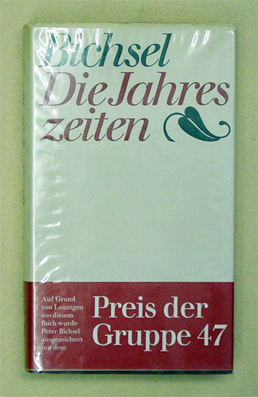 Bichsel
Die Jahres
zeiten
Auf Grund
von Lesungen
aus diesem
Buch wurde
Peter Bichsel
ausgezeichnet
mit dem
Preis der
Gruppe 47